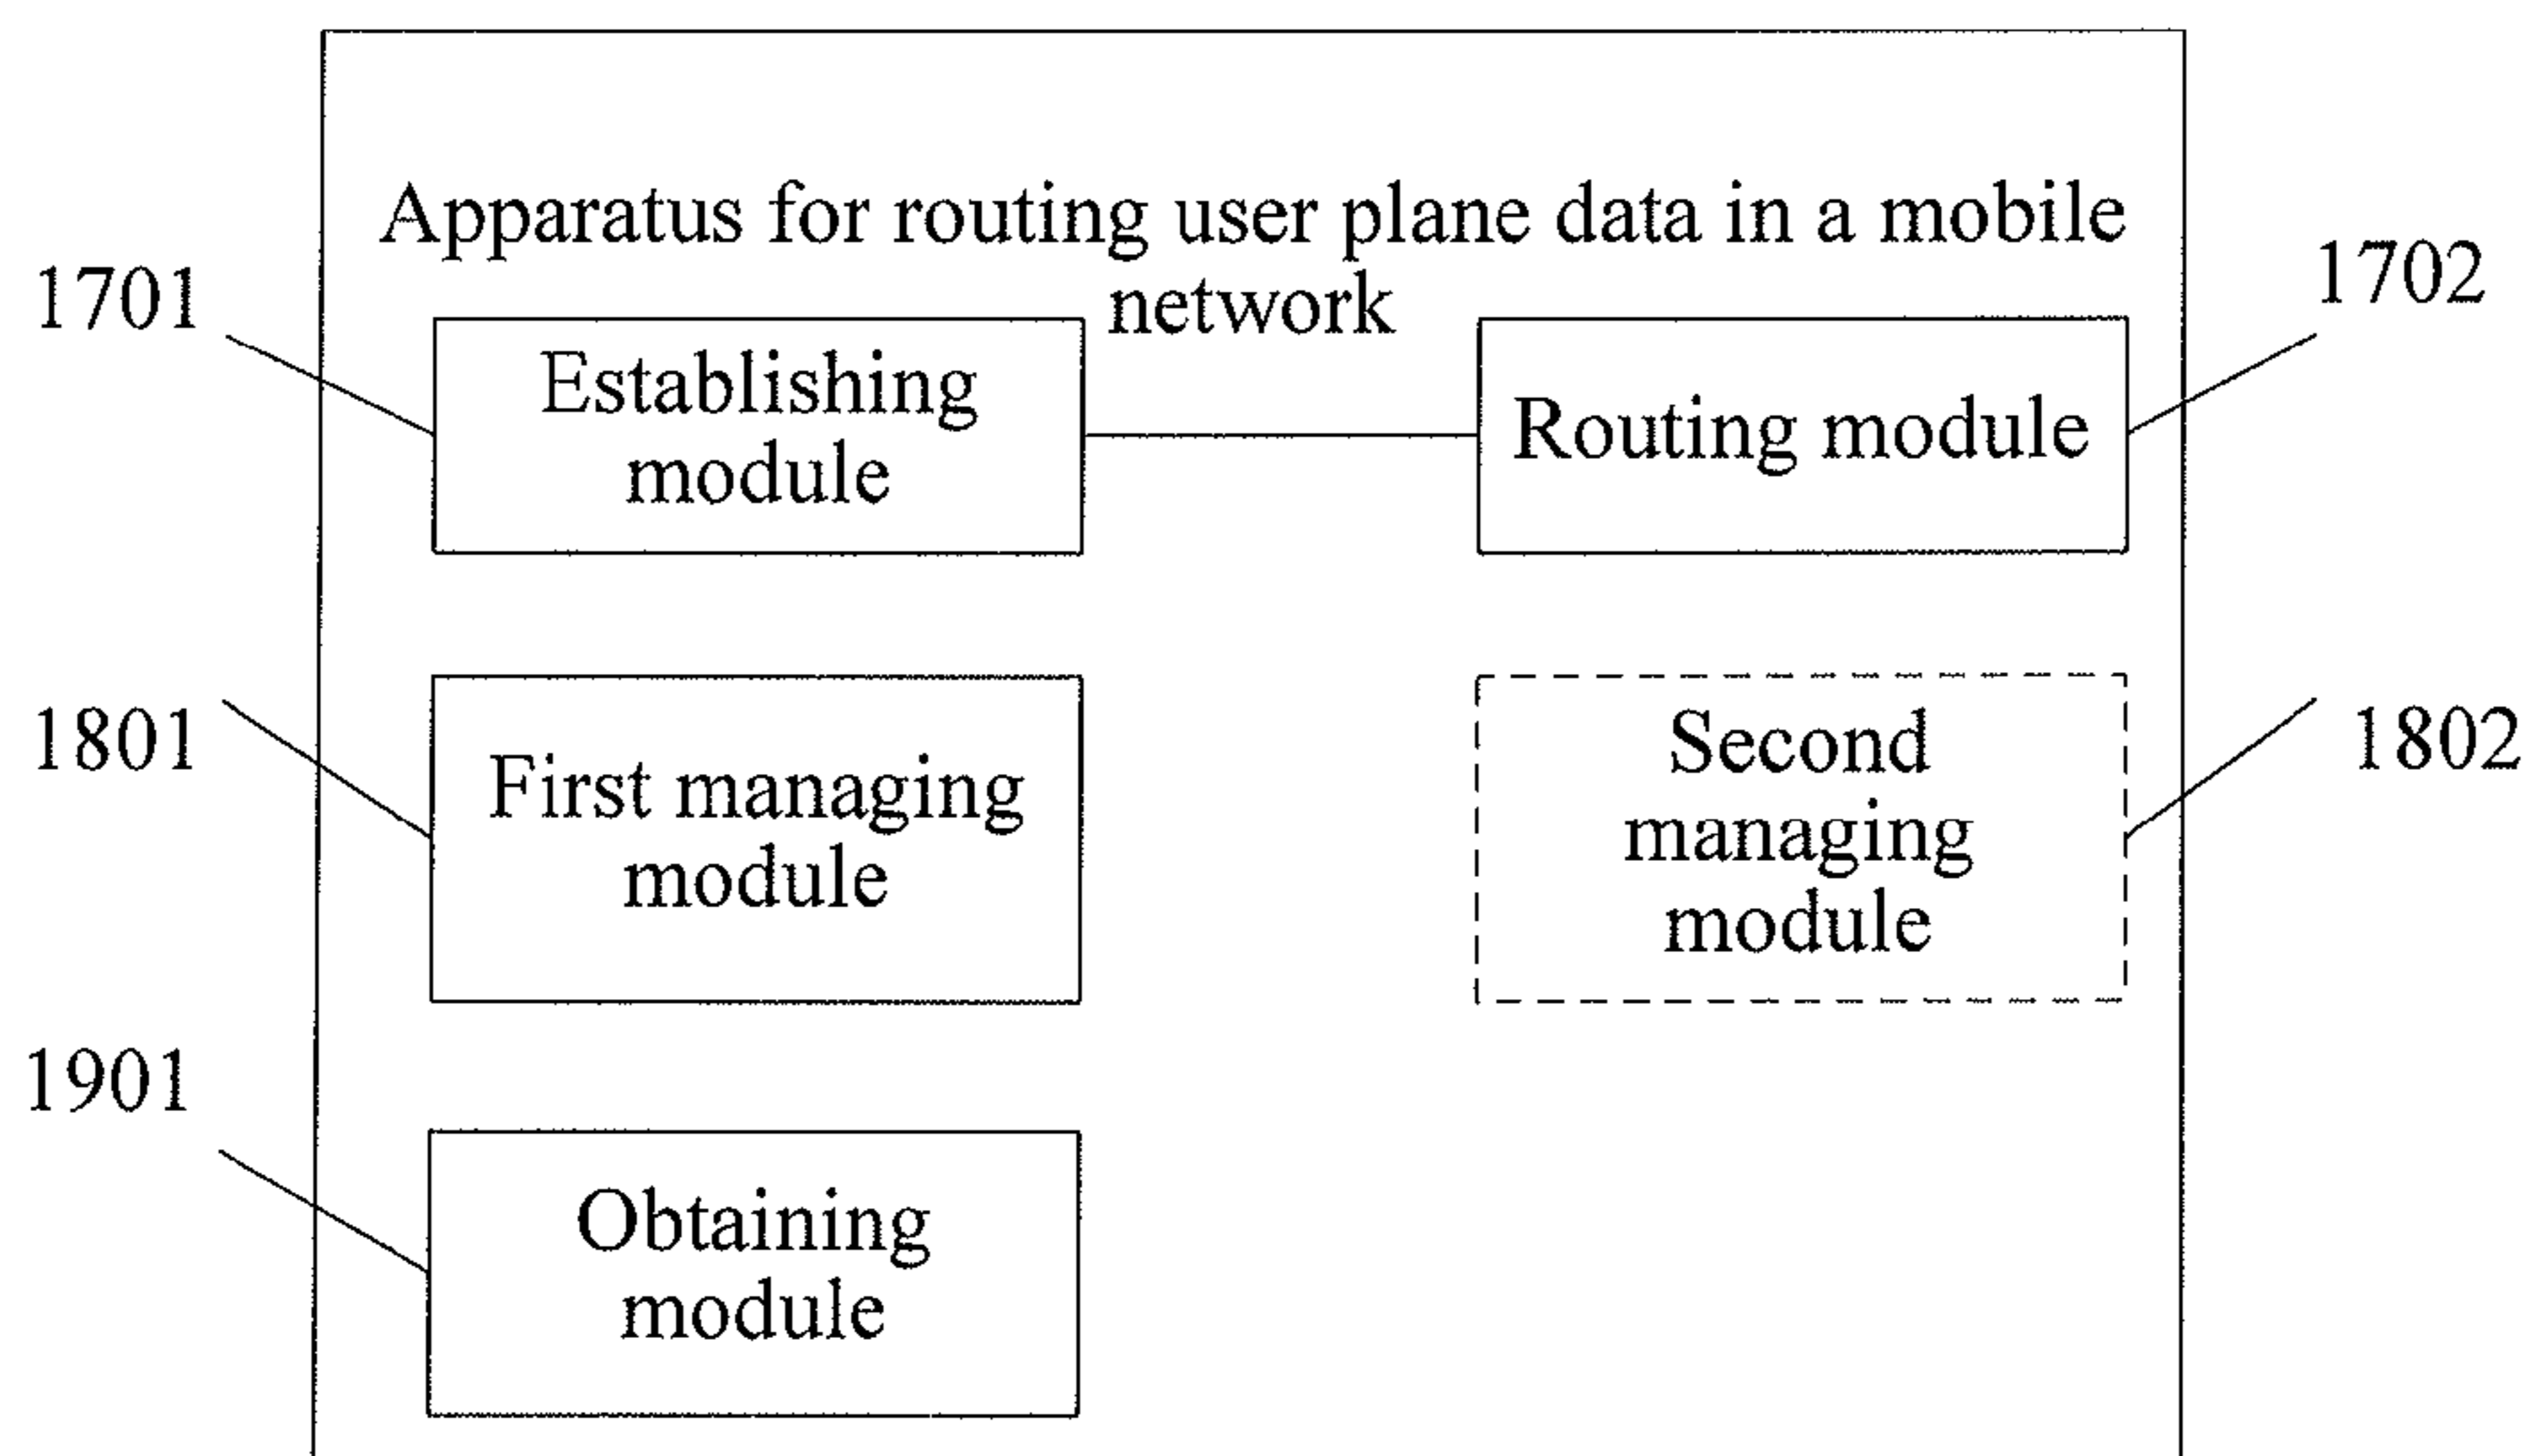 Apparatus for routing user plane data in a mobile
network
1701
1702
Establishing
module
Routing module
1801
First managing
module
Second
managing
module
1802
1901
Obtaining
module